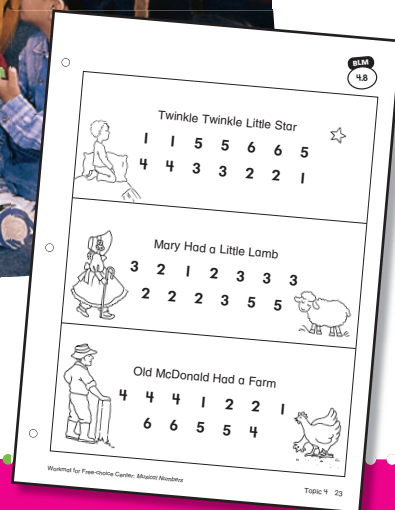 BLM
4.8
Twinkle Twinkle Little Star
1 1 5 5 6 6 5
4 4 3 3 2 2 1
Mary Had a Little Lamb
3 2 1 2 3 3 3
2 2 2 3 5 5
Old McDonald Had a Farm
4 4 4 1 2 2 1
6 6 5 5 4
Workmat for Free-choice Center: Musical Numbers
Topic 4 23